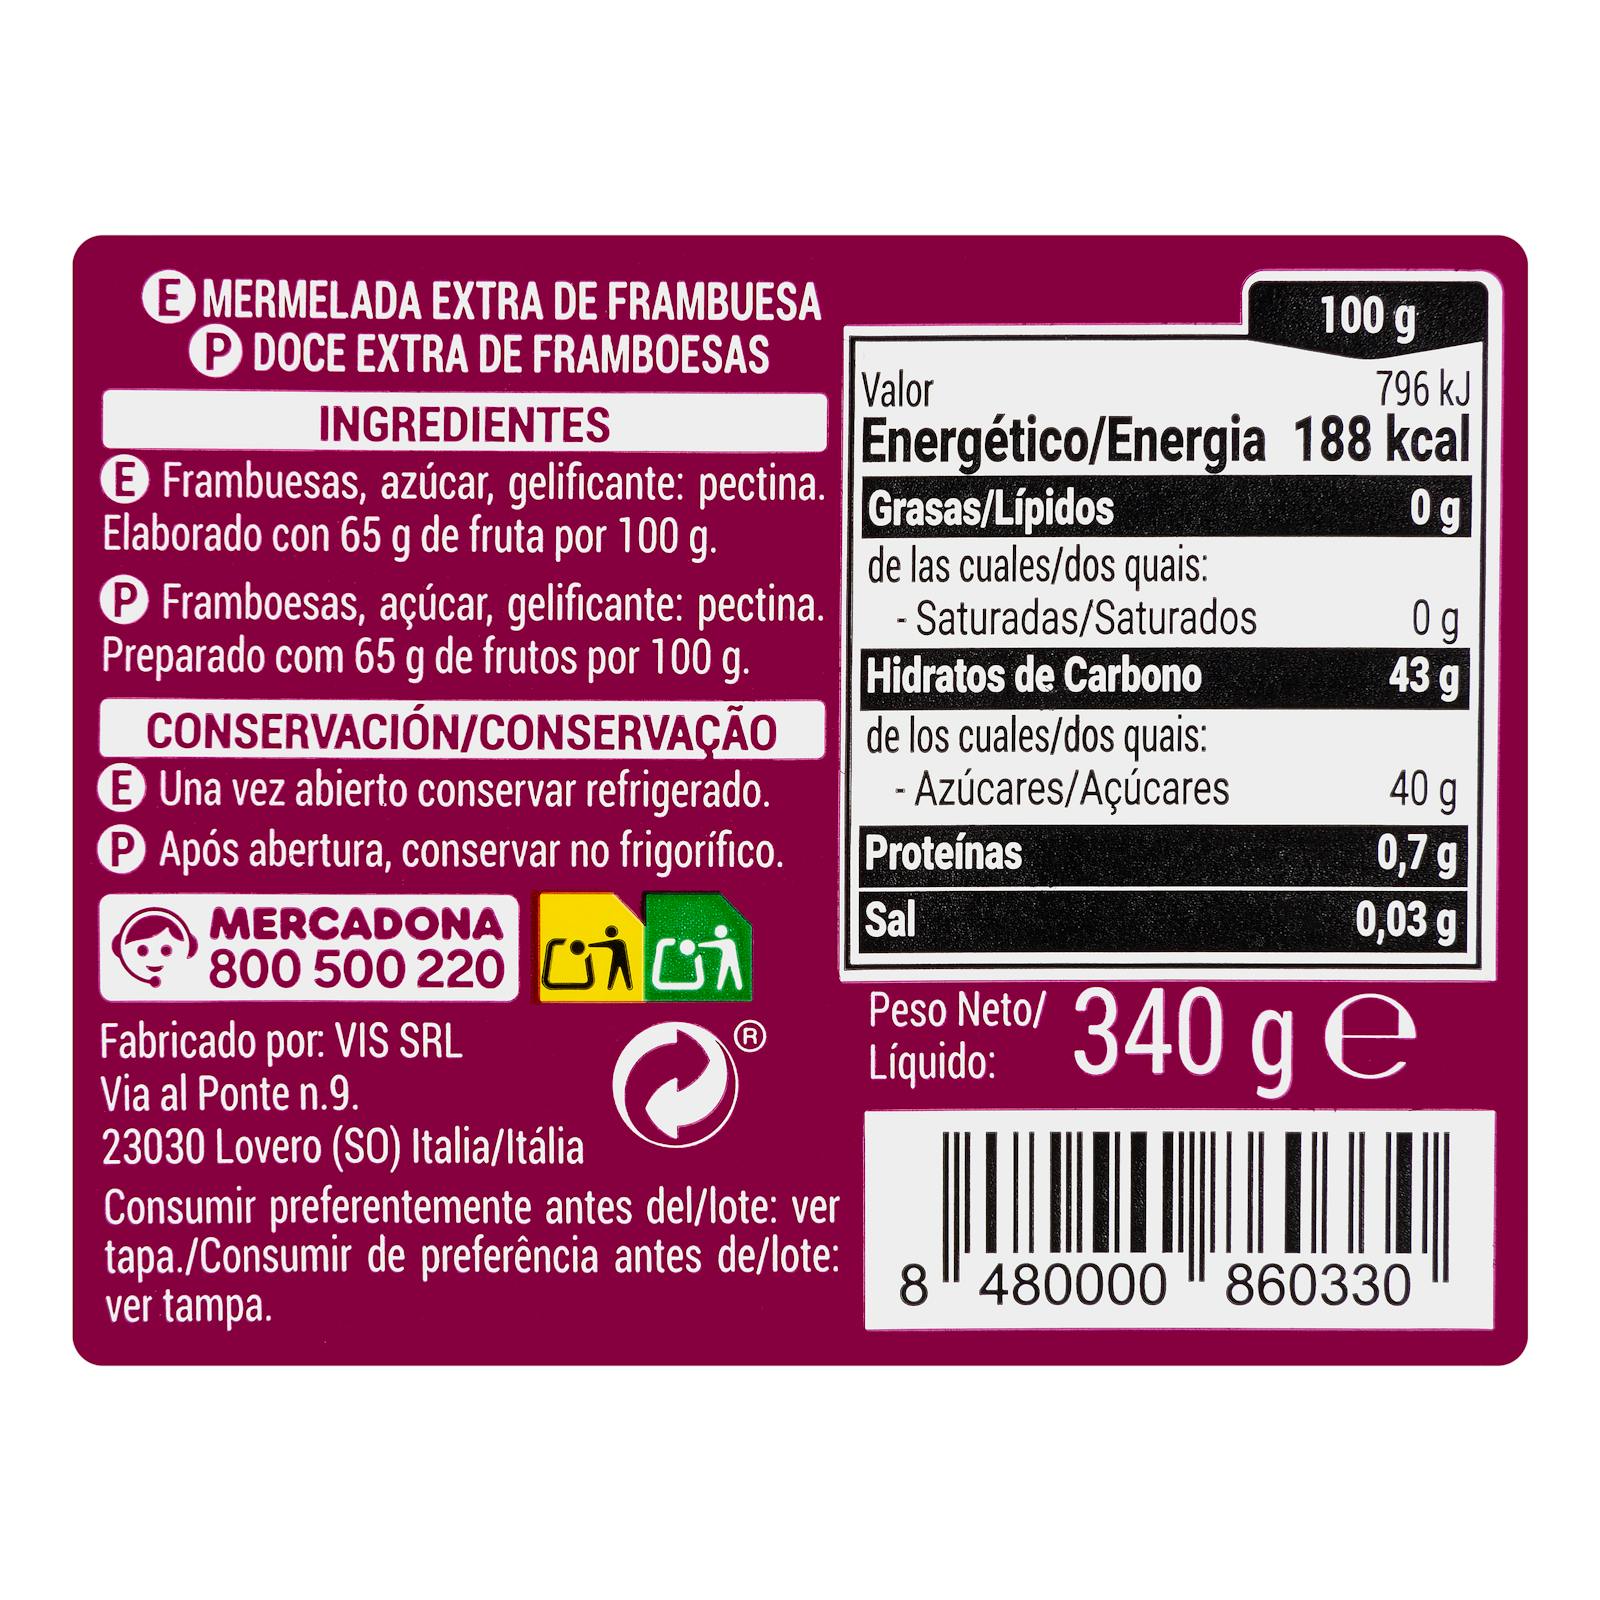 E MERMELADA EXTRA DE FRAMBUESA
P DOCE EXTRA DE FRAMBOESAS
INGREDIENTES
E Frambuesas, azúcar, gelificante: pectina.
Elaborado con 65 g de fruta por 100 g.
P Framboesas, açúcar, gelificante: pectina.
Preparado com 65 g de frutos por 100 g.
CONSERVACIÓN/CONSERVAÇÃO
E Una vez abierto conservar refrigerado.
P Após abertura, conservar no frigorífico.
MERCADONA
800 500 220
Fabricado por: VIS SRL
Via al Ponte n.9.
23030 Lovero (SO) Italia/Itália
®
Consumir preferentemente antes del/lote: ver
tapa./Consumir de preferência antes de/lote:
ver tampa.
100 g
Valor 796 kJ
Energético/Energia 188 kcal
Grasas/Lípidos 0 g
de las cuales/dos quais:
- Saturadas/Saturados 0 g
Hidratos de Carbono 43 g
de los cuales/dos quais:
- Azúcares/Açúcares 40 g
Proteínas 0,7 g
Sal 0,03 g
Peso Neto/
Líquido: 340 g e
8 480000 860330